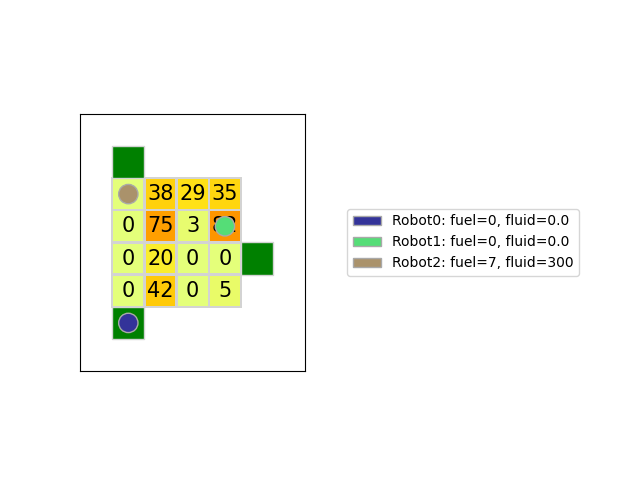 38 29 35
0 75 3
0 20 0 0
0 42 0 5
Robot0: fuel=0, fluid=0.0
Robot1: fuel=0, fluid=0.0
Robot2: fuel=7, fluid=300